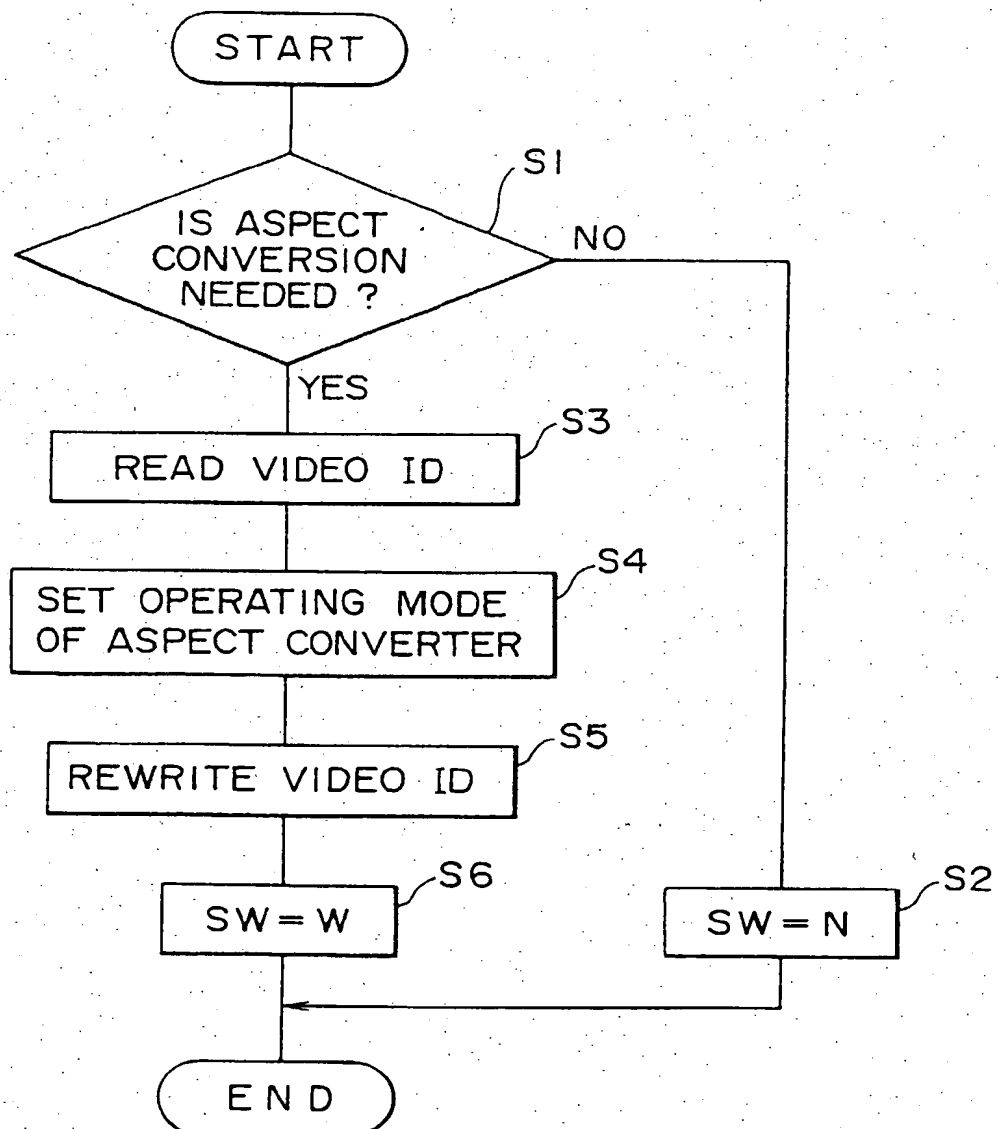 START
S1
IS ASPECT
CONVERSION
NEEDED ?
NO
YES
S3
READ VIDEO ID
S4
SET OPERATING MODE
OF ASPECT CONVERTER
S5
REWRITE VIDEO ID
S6
SW = W
S2
SW = N
END